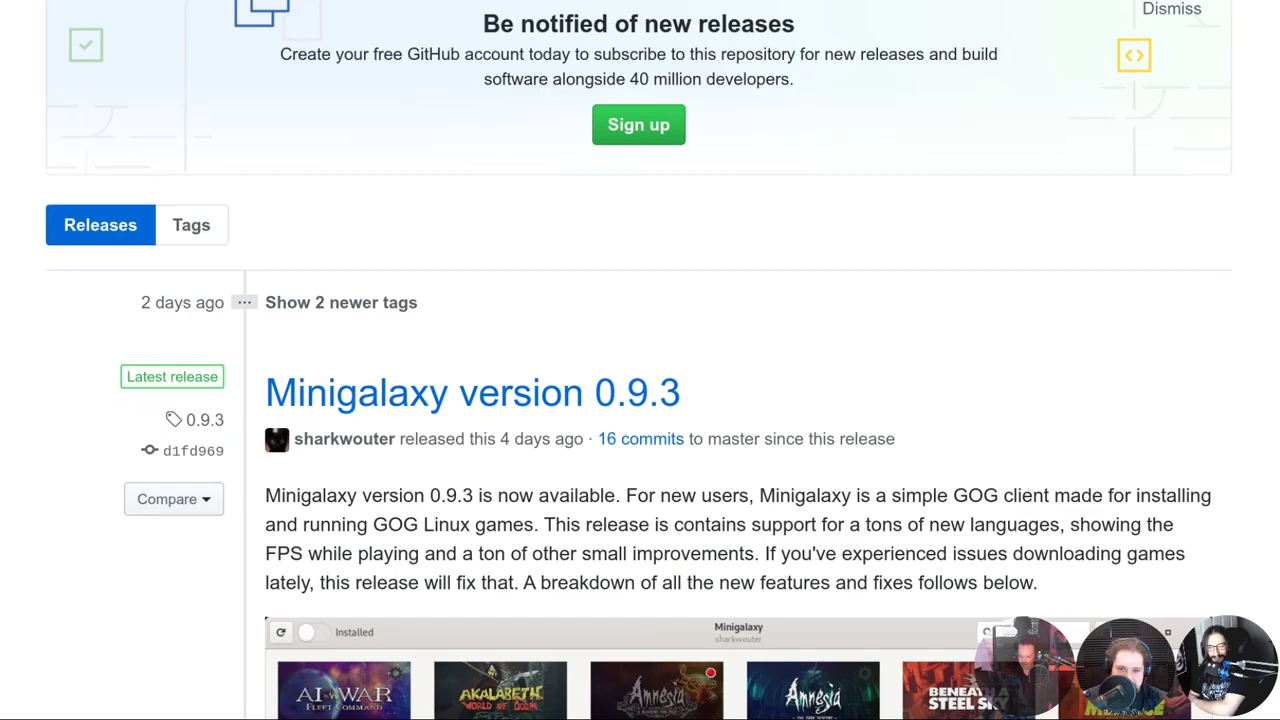 Dismiss
Be notified of new releases
Create your free GitHub account today to subscribe to this repository for new releases and build
software alongside 40 million developers.
Sign up
Releases
Tags
2 days ago
Show 2 newer tags
Latest release
Minigalaxy version 0.9.3
0.9.3
sharkwouter released this 4 days ago · 16 commits to master since this release
d1fd969
Compare
Minigalaxy version 0.9.3 is now available. For new users, Minigalaxy is a simple GOG client made for installing
and running GOG Linux games. This release is contains support for a tons of new languages, showing the
FPS while playing and a ton of other small improvements. If you've experienced issues downloading games
lately, this release will fix that. A breakdown of all the new features and fixes follows below.
Installed
Minigalaxy
sharkwouter
AI WAR
FLEET COMMAND
AKALABETH
WORLD OF DOOM
Amnesia
Amnesia
BENEATH A
STEEL SK